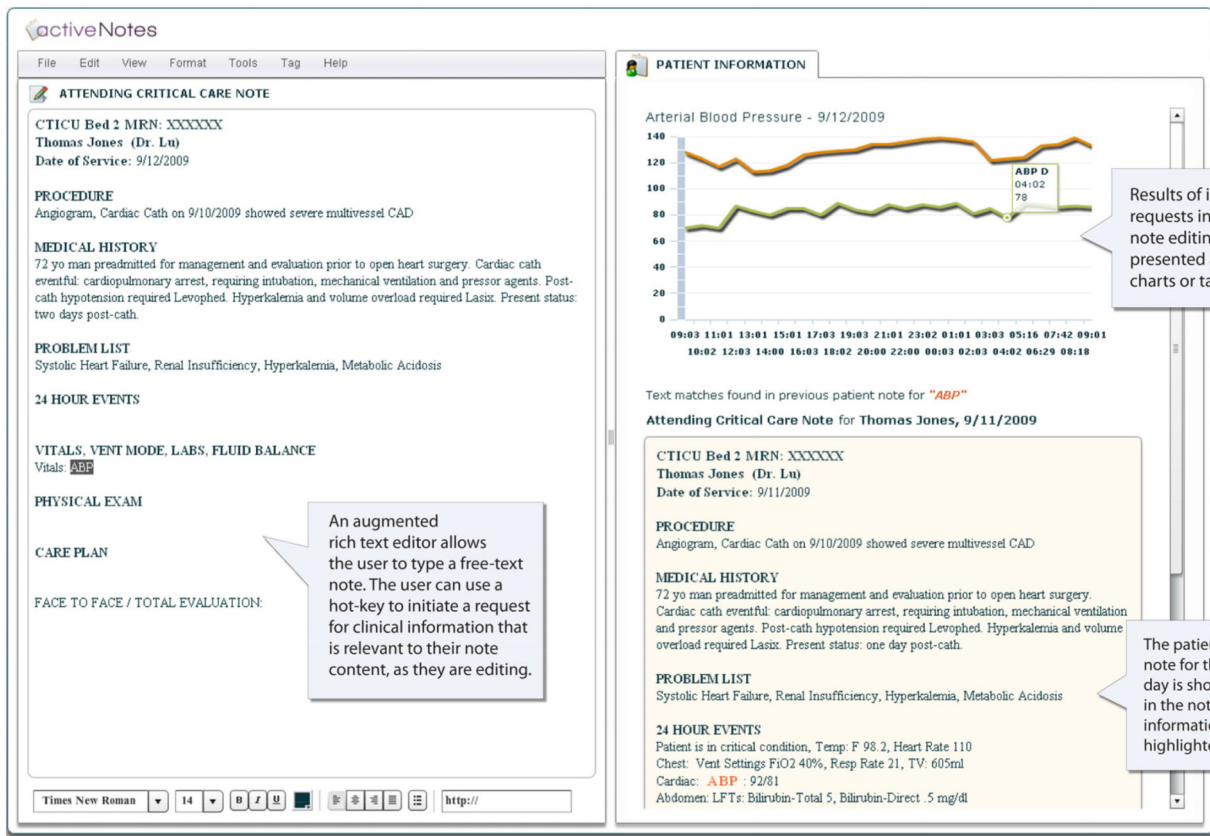 activeNotes
File Edit View Format Tools Tag Help
ATTENDING CRITICAL CARE NOTE
CTICU Bed 2 MRN: XXXXXX
Thomas Jones (Dr. Lu)
Date of Service: 9/12/2009
PROCEDURE
Angiogram, Cardiac Cath on 9/10/2009 showed severe multivessel CAD
MEDICAL HISTORY
72 yo man preadmitted for management and evaluation prior to open heart surgery. Cardiac cath
eventful: cardiopulmonary arrest, requiring intubation, mechanical ventilation and pressor agents. Post-
cath hypotension required Levophed. Hyperkalemia and volume overload required Lasix. Present status:
two days post-cath.
PROBLEM LIST
Systolic Heart Failure, Renal Insufficiency, Hyperkalemia, Metabolic Acidosis
24 HOUR EVENTS
VITALS, VENT MODE, LABS, FLUID BALANCE
Vitals: ABP
PHYSICAL EXAM
CARE PLAN
FACE TO FACE / TOTAL EVALUATION:
An augmented
rich text editor allows
the user to type a free-text
note. The user can use a
hot-key to initiate a request
for clinical information that
is relevant to their note
content, as they are editing.
Times New Roman 14 B I U http://
PATIENT INFORMATION
Arterial Blood Pressure - 9/12/2009
140
120
100
80
60
40
20
0
ABP D
04:02
78
09:03 11:01 13:01 15:01 17:03 19:03 21:01 23:02 01:01 03:03 05:16 07:42 09:01
10:02 12:03 14:00 16:03 18:02 20:00 22:00 00:03 02:03 04:02 06:29 08:18
Results of i
requests in
note editin
presented
charts or ta
Text matches found in previous patient note for "ABP"
Attending Critical Care Note for Thomas Jones, 9/11/2009
CTICU Bed 2 MRN: XXXXXX
Thomas Jones (Dr. Lu)
Date of Service: 9/11/2009
PROCEDURE
Angiogram, Cardiac Cath on 9/10/2009 showed severe multivessel CAD
MEDICAL HISTORY
72 yo man preadmitted for management and evaluation prior to open heart surgery.
Cardiac cath eventful: cardiopulmonary arrest, requiring intubation, mechanical ventilation
and pressor agents. Post-cath hypotension required Levophed. Hyperkalemia and volume
overload required Lasix. Present status: one day post-cath.
PROBLEM LIST
Systolic Heart Failure, Renal Insufficiency, Hyperkalemia, Metabolic Acidosis
24 HOUR EVENTS
Patient is in critical condition, Temp: F 98.2, Heart Rate 110
Chest: Vent Settings FiO2 40%, Resp Rate 21, TV: 605ml
Cardiac: ABP : 92/81
Abdomen: LFTs: Bilirubin-Total 5, Bilirubin-Direct .5 mg/dl
The patie
note for th
day is sho
in the not
informati
highlight